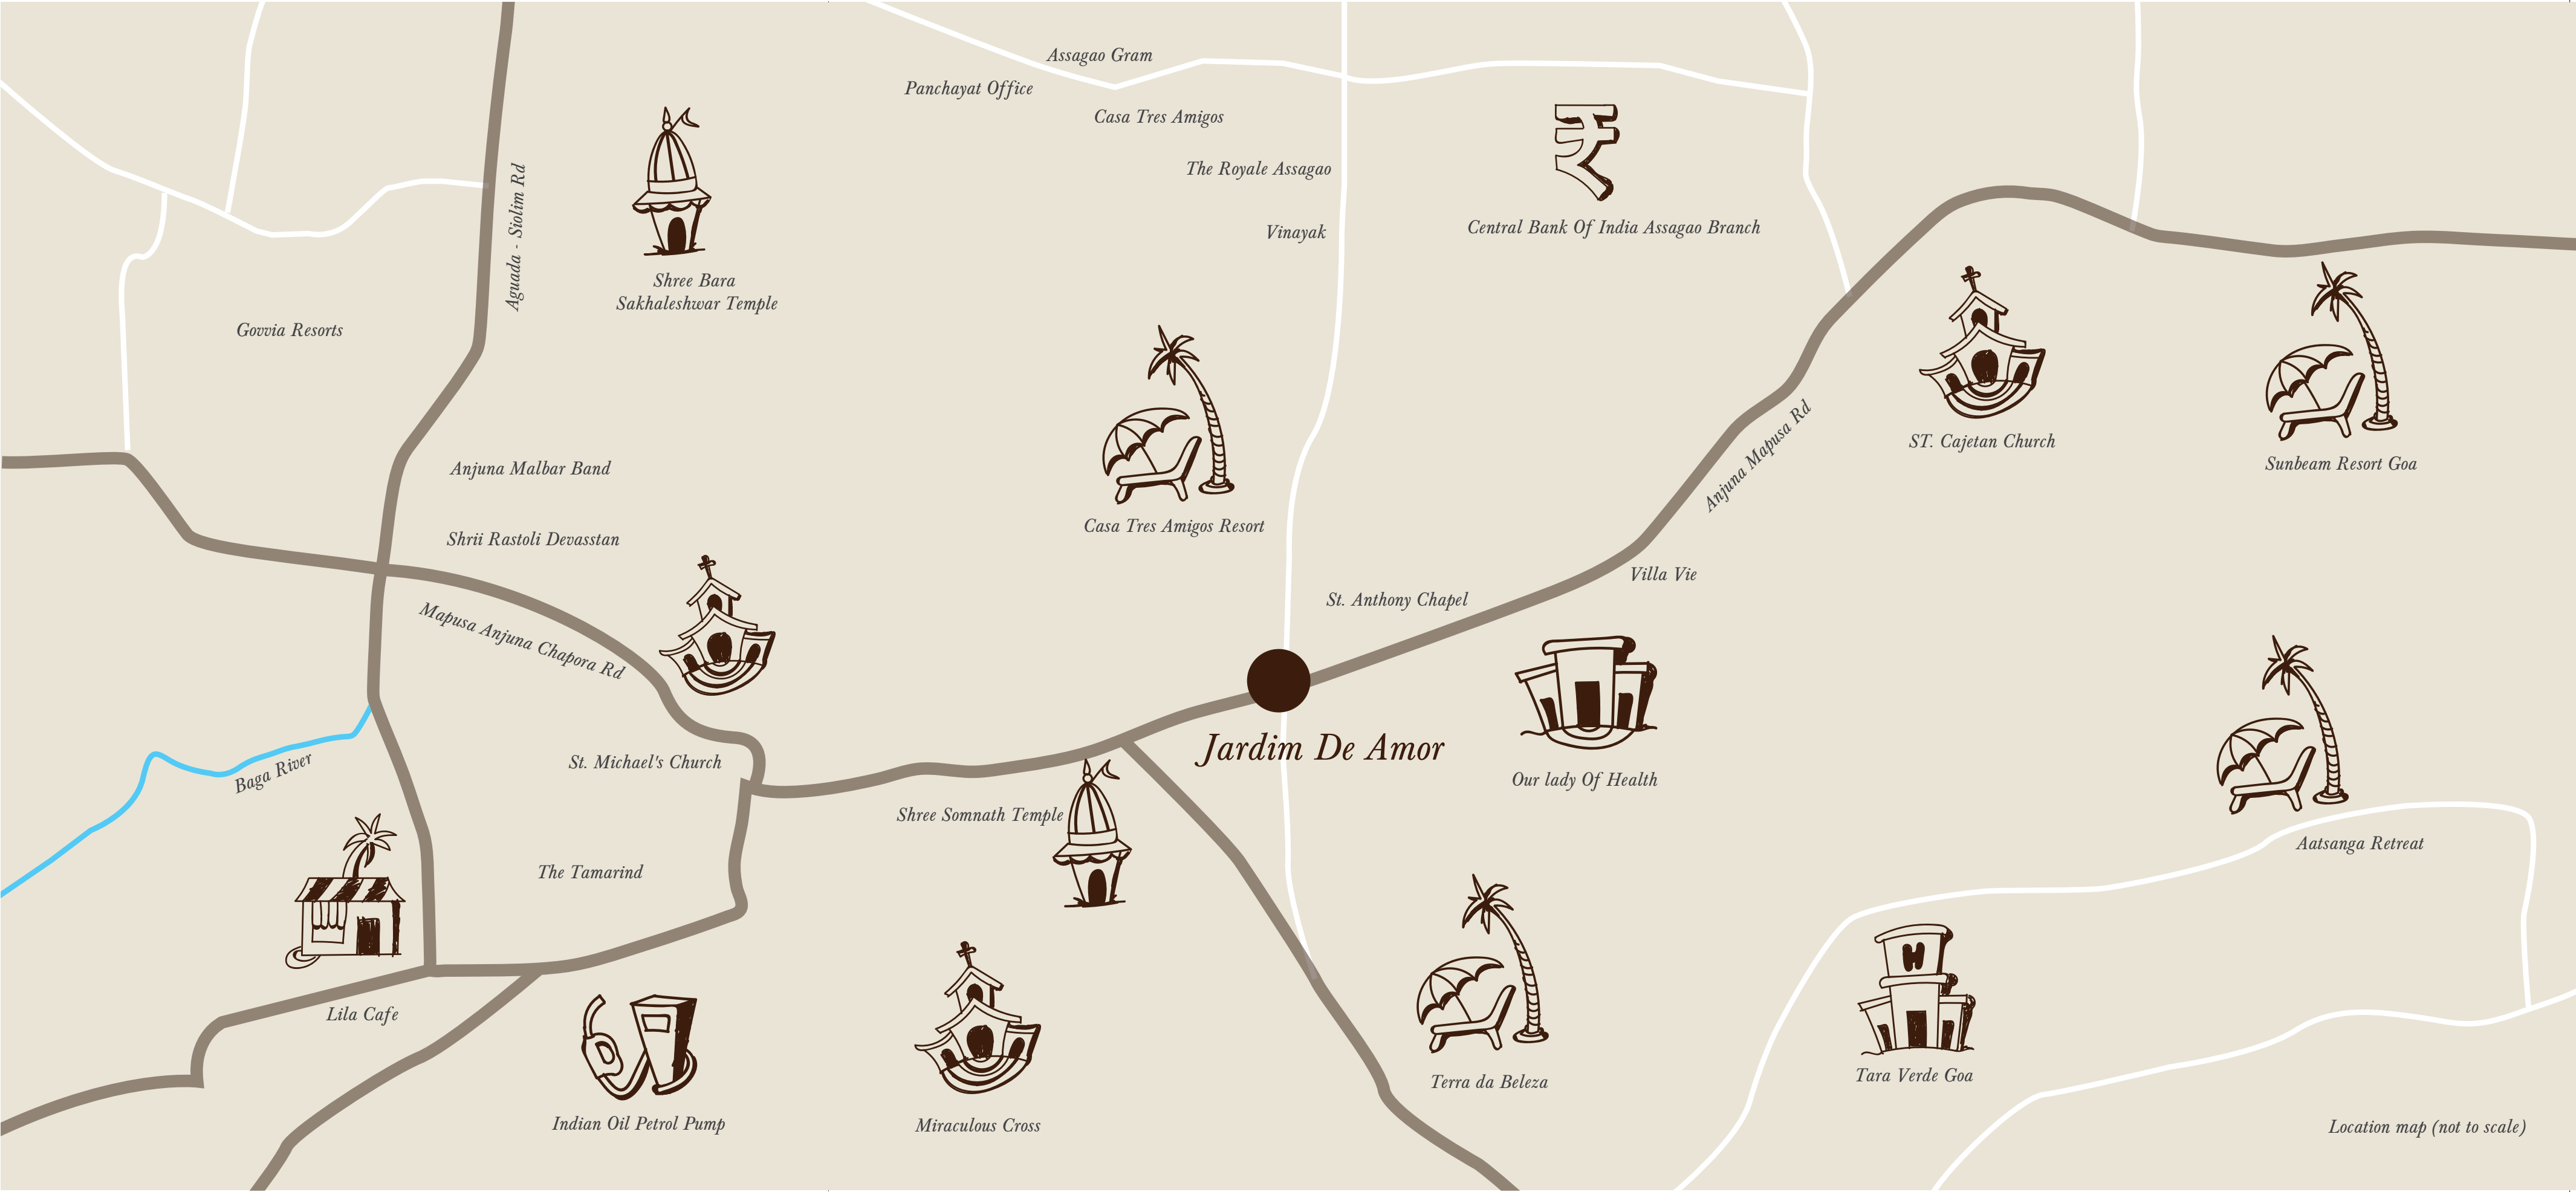 Assagao Gram
Panchayat Office
Casa Tres Amigos
The Royale Assagao
Vinayak
Central Bank Of India Assagao Branch
Aguada - Siolim Rd
Shree Bara
Sakhaleshwar Temple
Govvia Resorts
Anjuna Malbar Band
Shrii Rastoli Devasstan
Mapusa Anjuna Chapora Rd
Casa Tres Amigos Resort
Anjuna Mapusa Rd
ST. Cajetan Church
Sunbeam Resort Goa
Villa Vie
St. Anthony Chapel
Jardim De Amor
Our lady Of Health
St. Michael's Church
Baga River
Shree Somnath Temple
Aatsanga Retreat
The Tamarind
Lila Cafe
H
Indian Oil Petrol Pump
Miraculous Cross
Terra da Beleza
Tara Verde Goa
Location map (not to scale)